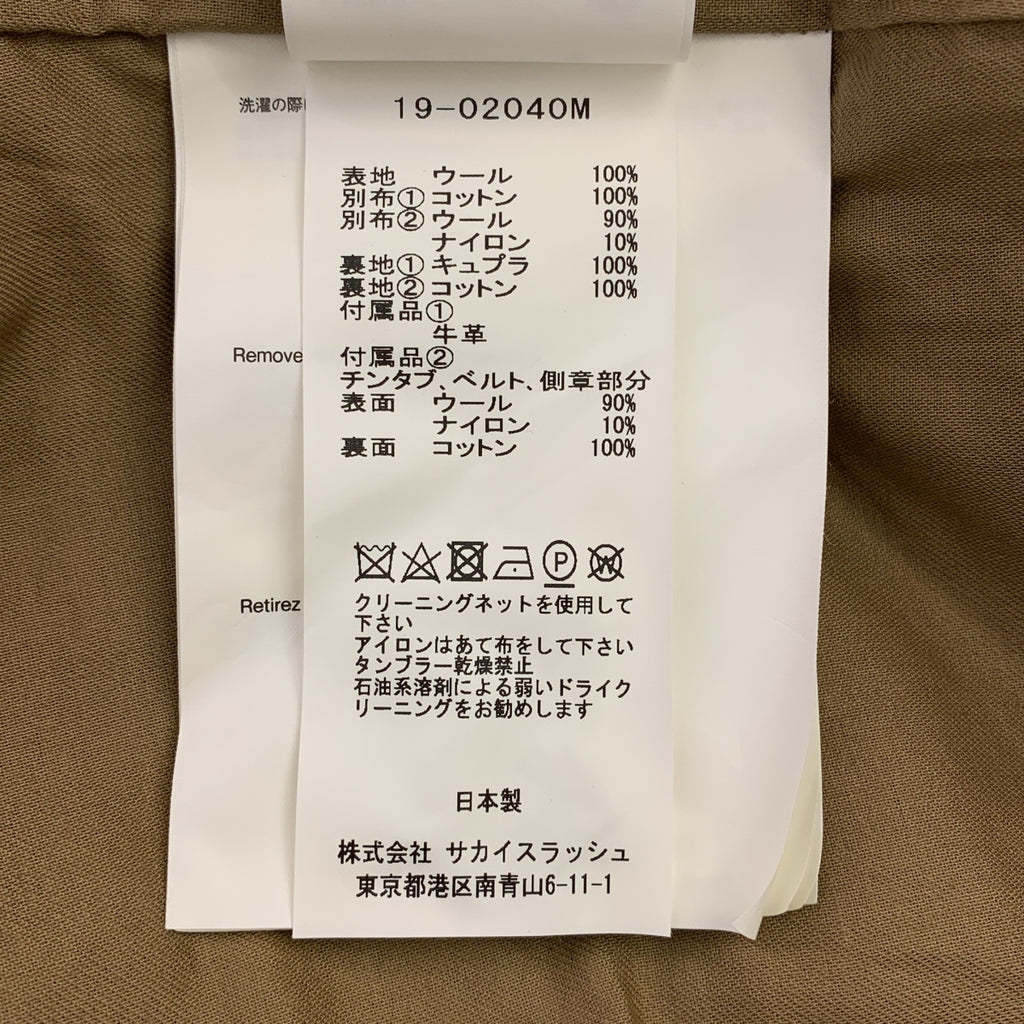 19-02040M
洗濯の際に
表地 ウール 100%
別布① コットン 100%
別布② ウール 90%
ナイロン 10%
裏地① キュプラ 100%
裏地② コットン 100%
付属品①
牛革
Remove
付属品②
チンタブ、ベルト、側章部分
表面 ウール 90%
ナイロン 10%
裏面 コットン 100%
P
W
クリーニングネットを使用して
下さい
Retirez
アイロンはあて布をして下さい
タンブラー乾燥禁止
石油系溶剤による弱いドライク
リーニングをお勧めします
日本製
株式会社 サカイスラッシュ
東京都港区南青山6-11-1